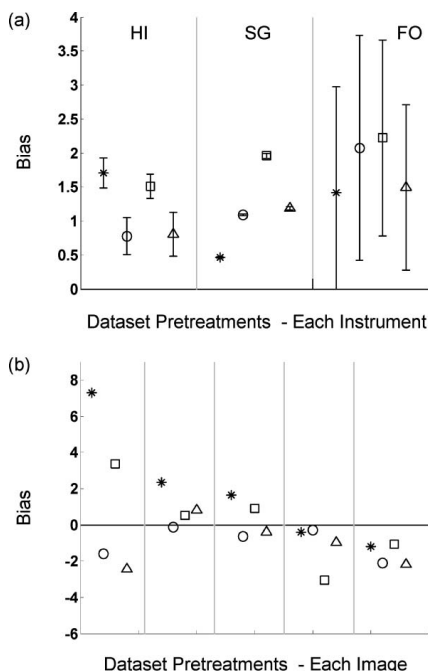 (a)
HI SG FO
4
3.5
3
2.5
2
1.5
1
0.5
0
Bias
Dataset Pretreatments - Each Instrument
(b)
8
6
4
2
0
-2
-4
-6
Bias
Dataset Pretreatments - Each Image